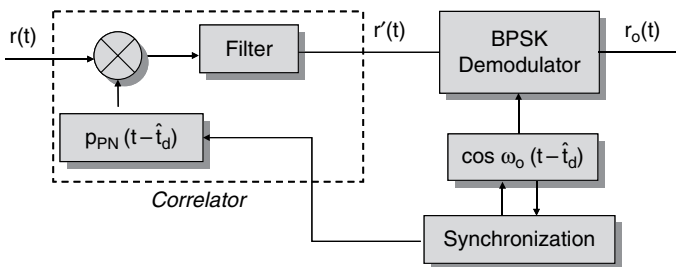 r(t)
Filter
r′(t)
BPSK
Demodulator
r₀(t)
p_PN (t–t̂_d)
cos ω₀ (t–t̂_d)
Correlator
Synchronization